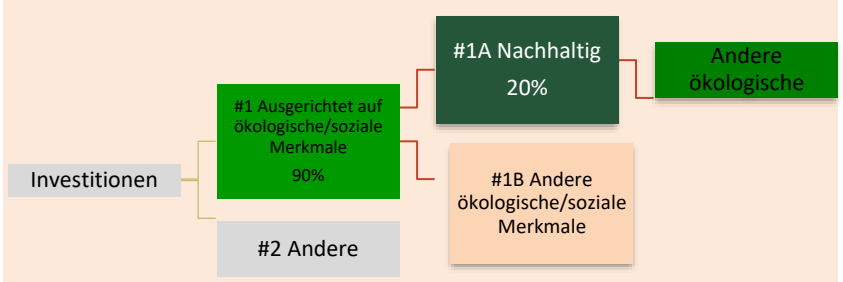 Investitionen
#1 Ausgerichtet auf
ökologische/soziale
Merkmale
90%
#2 Andere
#1A Nachhaltig
20%
#1B Andere
ökologische/soziale
Merkmale
Andere
ökologische